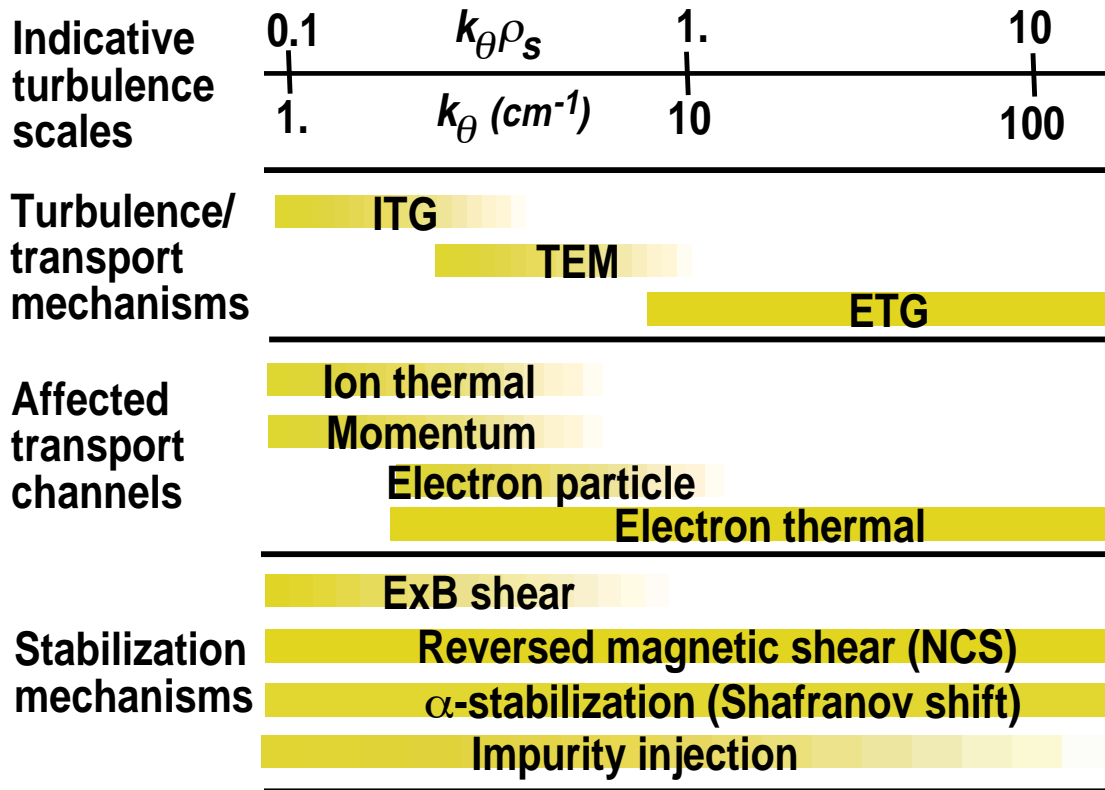 Indicative
turbulence
scales
0.1 kθρs 1. 10
1. kθ (cm-1) 10 100
Turbulence/
transport
mechanisms
ITG
TEM
ETG
Affected
transport
channels
Ion thermal
Momentum
Electron particle
Electron thermal
Stabilization
mechanisms
ExB shear
Reversed magnetic shear (NCS)
α-stabilization (Shafranov shift)
Impurity injection